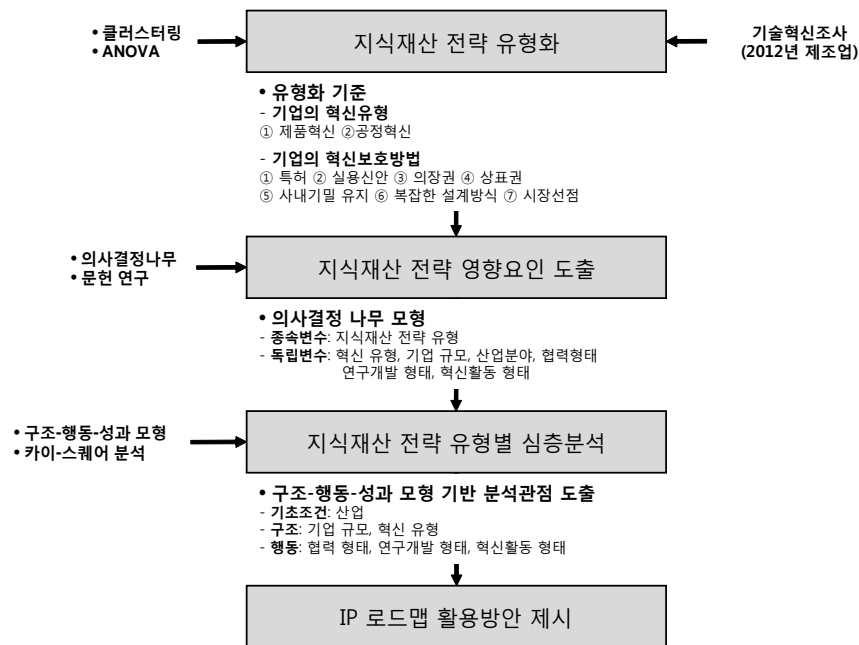 • 클러스터링
• ANOVA
지식재산 전략 유형화
기술혁신조사
(2012년 제조업)
• 유형화 기준
- 기업의 혁신유형
① 제품혁신 ②공정혁신
- 기업의 혁신보호방법
① 특허 ② 실용신안 ③ 의장권 ④ 상표권
⑤ 사내기밀 유지 ⑥ 복잡한 설계방식 ⑦ 시장선점
• 의사결정나무
• 문헌 연구
지식재산 전략 영향요인 도출
• 의사결정 나무 모형
- 종속변수: 지식재산 전략 유형
- 독립변수: 혁신 유형, 기업 규모, 산업분야, 협력형태
연구개발 형태, 혁신활동 형태
• 구조-행동-성과 모형
• 카이-스퀘어 분석
지식재산 전략 유형별 심층분석
• 구조-행동-성과 모형 기반 분석관점 도출
- 기초조건: 산업
- 구조: 기업 규모, 혁신 유형
- 행동: 협력 형태, 연구개발 형태, 혁신활동 형태
IP 로드맵 활용방안 제시